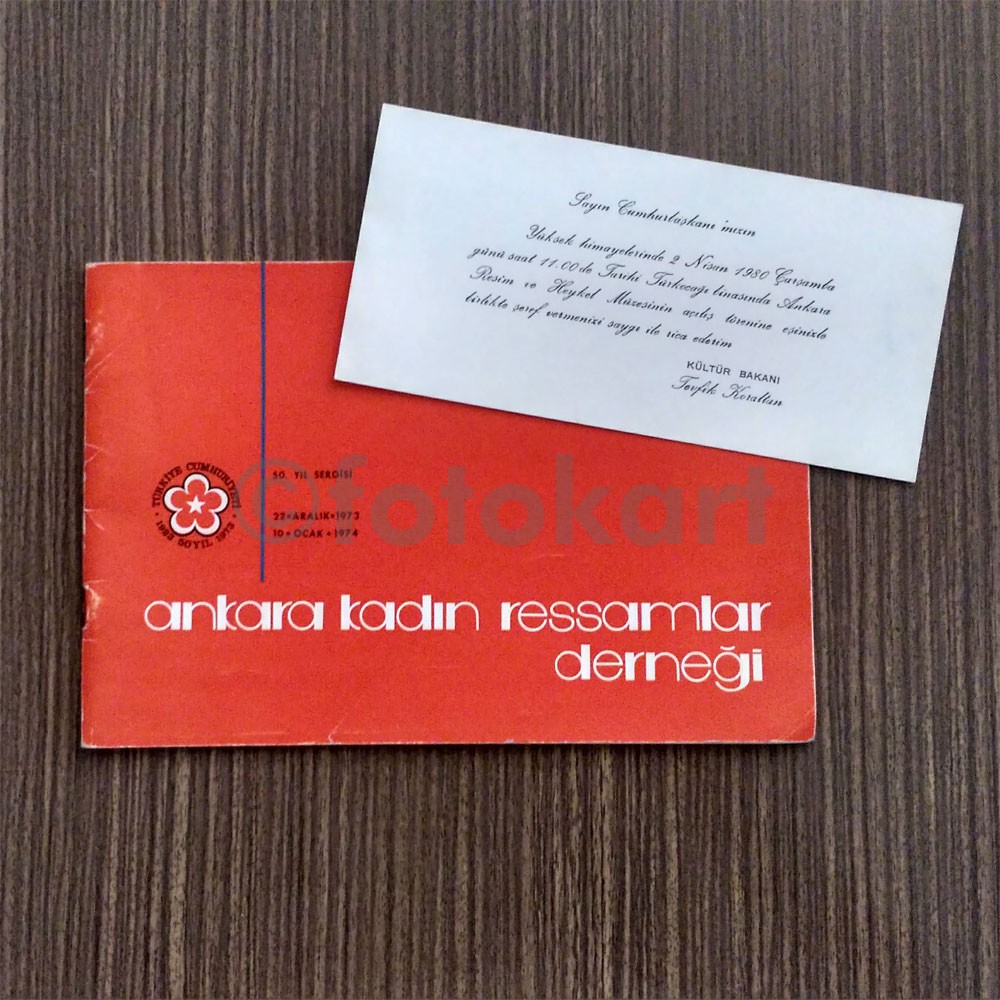 Sayın Cumhurbaşkanı'mızın
Yüksek himayelerinde 2 Nisan 1980 Çarşamba
günü saat 11.00 de Tarihi Türkocağı binasında Ankara
Resim ve Heykel Müzesinin açılış törenine eşinizle
birlikte şeref vermenizi saygı ile rica ederim
KÜLTÜR BAKANI
Tevfik Koraltan
TÜRKİYE CUMHURİYETİ
1923 50 YIL 1973
50. YIL SERGİSİ
22•ARALIK•1973
10•OCAK•1974
©fotokart
ankara kadın ressamlar
derneği